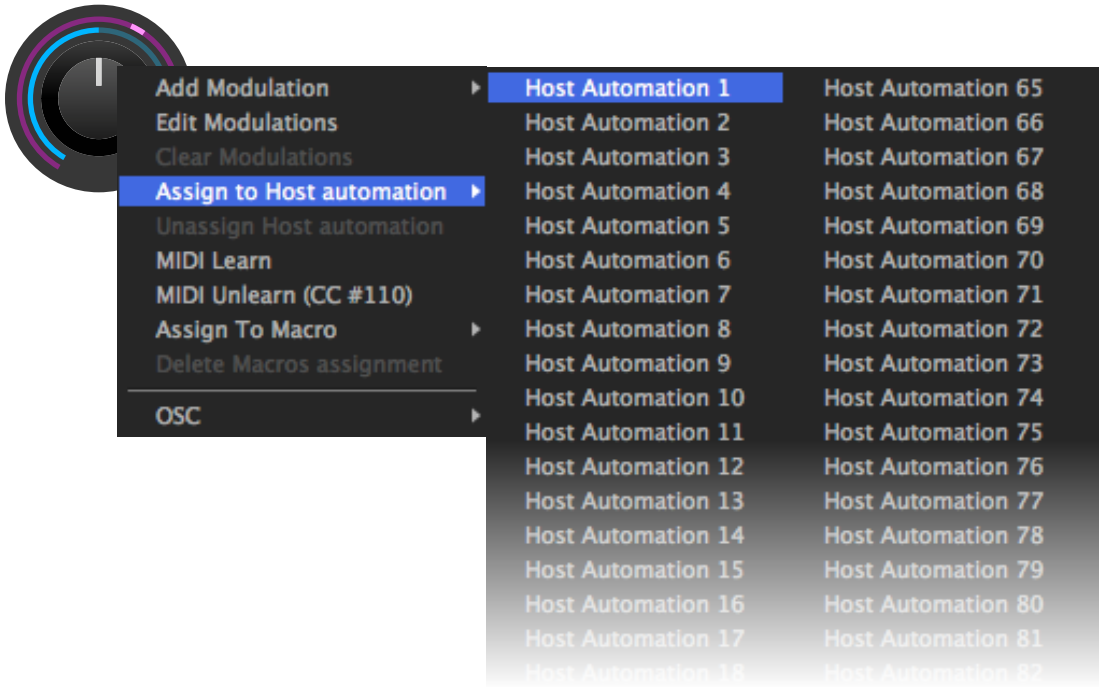 Add Modulation
Edit Modulations
Clear Modulations
Assign to Host automation
Unassign Host automation
MIDI Learn
MIDI Unlearn (CC #110)
Assign To Macro
Delete Macros assignment
OSC
Host Automation 1
Host Automation 2
Host Automation 3
Host Automation 4
Host Automation 5
Host Automation 6
Host Automation 7
Host Automation 8
Host Automation 9
Host Automation 10
Host Automation 11
Host Automation 12
Host Automation 13
Host Automation 14
Host Automation 15
Host Automation 16
Host Automation 17
Host Automation 18
Host Automation 65
Host Automation 66
Host Automation 67
Host Automation 68
Host Automation 69
Host Automation 70
Host Automation 71
Host Automation 72
Host Automation 73
Host Automation 74
Host Automation 75
Host Automation 76
Host Automation 77
Host Automation 78
Host Automation 79
Host Automation 80
Host Automation 81
Host Automation 82